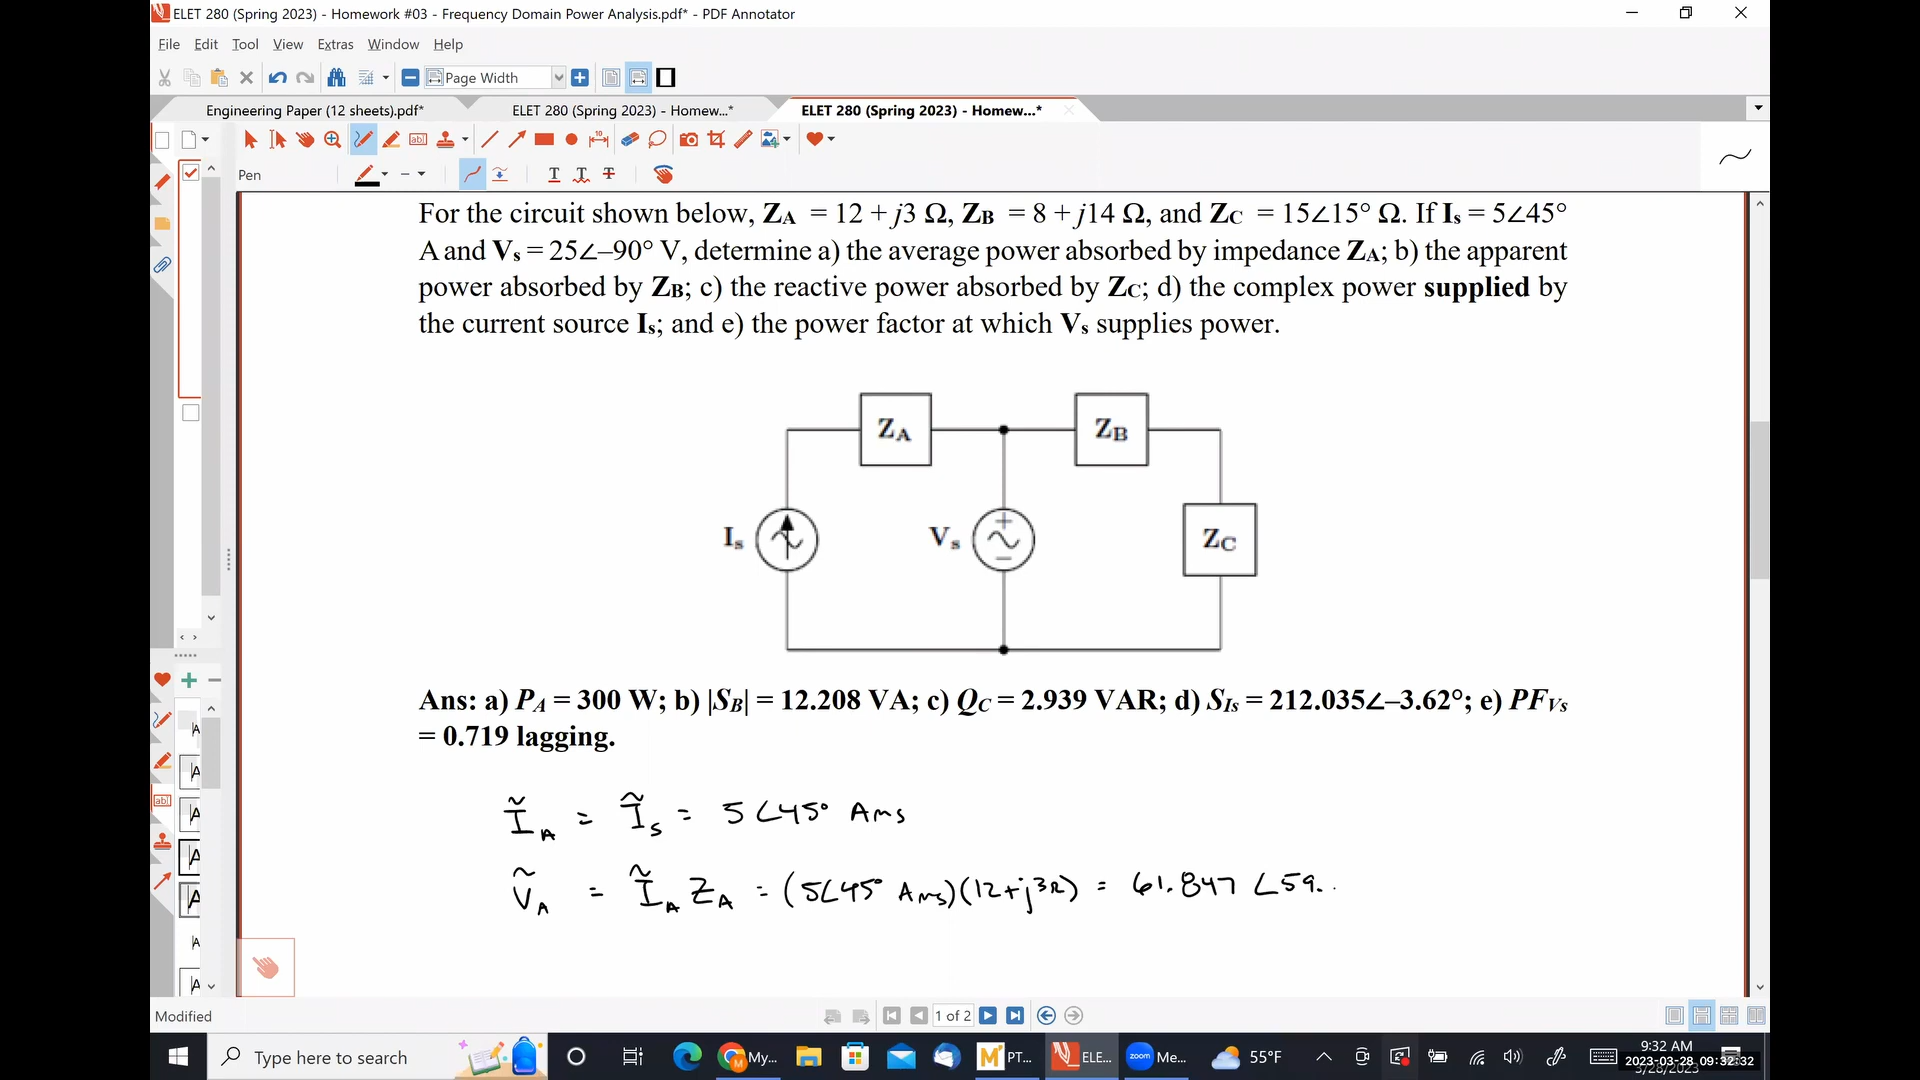 ELET 280 (Spring 2023) - Homework #03 - Frequency Domain Power Analysis.pdf* - PDF Annotator
File Edit Tool View Extras Window Help
Page Width
Engineering Paper (12 sheets).pdf*
ELET 280 (Spring 2023) - Homew...*
ELET 280 (Spring 2023) - Homew...*
Pen
For the circuit shown below, ZA = 12 + j3 Ω, ZB = 8 + j14 Ω, and ZC = 15∠15° Ω. If Is = 5∠45°
A and Vs = 25∠–90° V, determine a) the average power absorbed by impedance ZA; b) the apparent
power absorbed by ZB; c) the reactive power absorbed by ZC; d) the complex power supplied by
the current source Is; and e) the power factor at which Vs supplies power.
ZA
ZB
Is
Vs
+
–
ZC
Ans: a) PA = 300 W; b) |SB| = 12.208 VA; c) QC = 2.939 VAR; d) SIs = 212.035∠–3.62°; e) PFVs
= 0.719 lagging.
ĨA = ĨS = 5∠45° Arms
ṼA = ĨA ZA = (5∠45° Arms)(12+j3Ω) = 61.847 ∠59.
Modified
1 of 2
Type here to search
My...
PT...
ELE...
zoom
Me...
55°F
9:32 AM
2023-03-28 09:32:32
3/28/2023